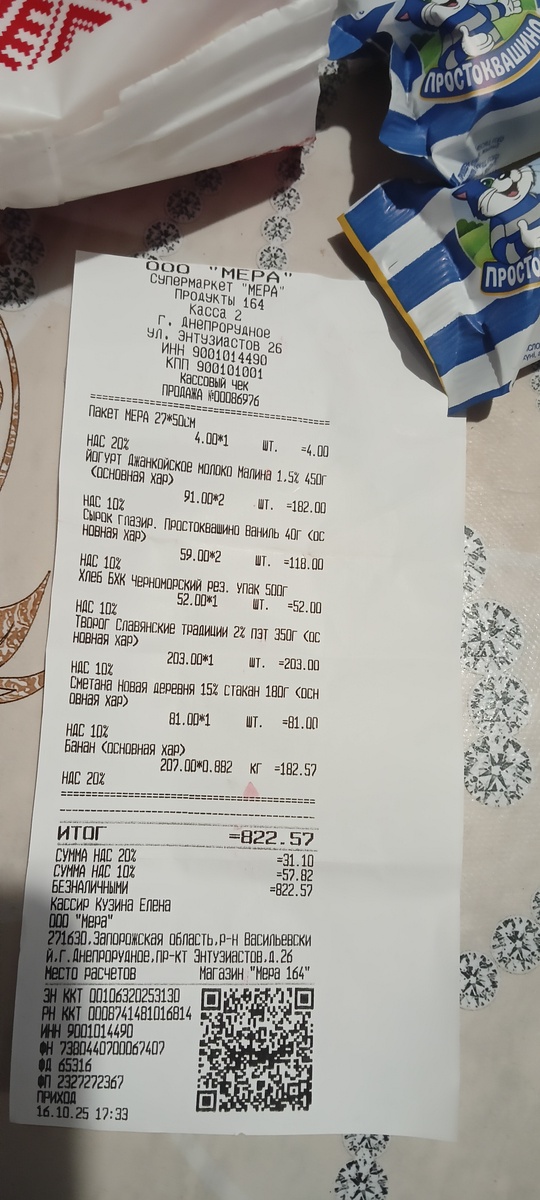 ЕГ
ПРОСТОКВАШИНО
ПРОСТО
ООО "МЕРА"
Супермаркет "МЕРА"
Продукты 164
Касса 2
г. Днепрорудное
ул. Энтузиастов 26
ИНН 9001014490
КПП 900101001
Кассовый чек
ПРОДАЖА №00086976
Пакет МЕРА 27*50см
4.00*1 ШТ. =4.00
НДС 20%
Йогурт Джанкойское молоко Малина 1.5% 450г
(основная хар)
91.00*2 ШТ. =182.00
НДС 10%
Сырок глазир. Простоквашино Ваниль 40г (ос
новная хар)
59.00*2 ШТ. =118.00
НДС 10%
Хлеб БХК Черноморский рез. упак 500г
52.00*1 ШТ. =52.00
НДС 10%
Творог Славянские традиции 2% ПЭТ 350г (ос
новная хар)
203.00*1 ШТ. =203.00
НДС 10%
Сметана Новая деревня 15% стакан 180г (осн
овная хар)
81.00*1 ШТ. =81.00
НДС 10%
Банан (основная хар)
207.00*0.882 КГ =182.57
НДС 20%
ИТОГ =822.57
СУММА НДС 20% =31.10
СУММА НДС 10% =57.82
БЕЗНАЛИЧНЫМИ =822.57
Кассир Кузина Елена
ООО "Мера"
271630,Запорожская область,р-н Васильевски
й,г.Днепрорудное,пр-кт Энтузиастов,д.26
Место расчетов Магазин "Мера 164"
ЗН ККТ 00106320253130
РН ККТ 0008741481016814
ИНН 9001014490
ФН 7380440700067407
ФД 65316
ФП 2327272367
ПРИХОД
16.10.25 17:33